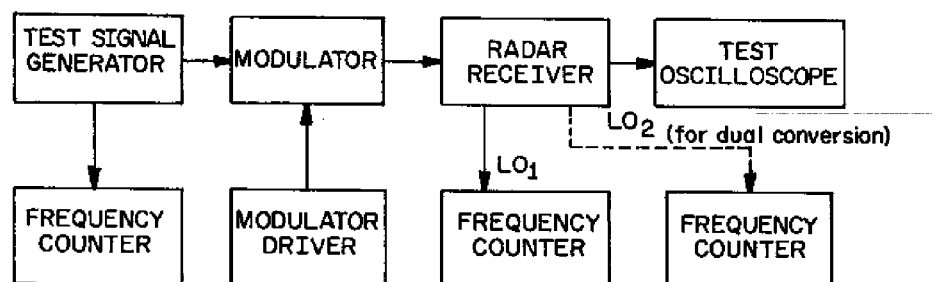 TEST SIGNAL
GENERATOR
MODULATOR
RADAR
RECEIVER
TEST
OSCILLOSCOPE
LO1
LO2 (for dual conversion)
FREQUENCY
COUNTER
MODULATOR
DRIVER
FREQUENCY
COUNTER
FREQUENCY
COUNTER